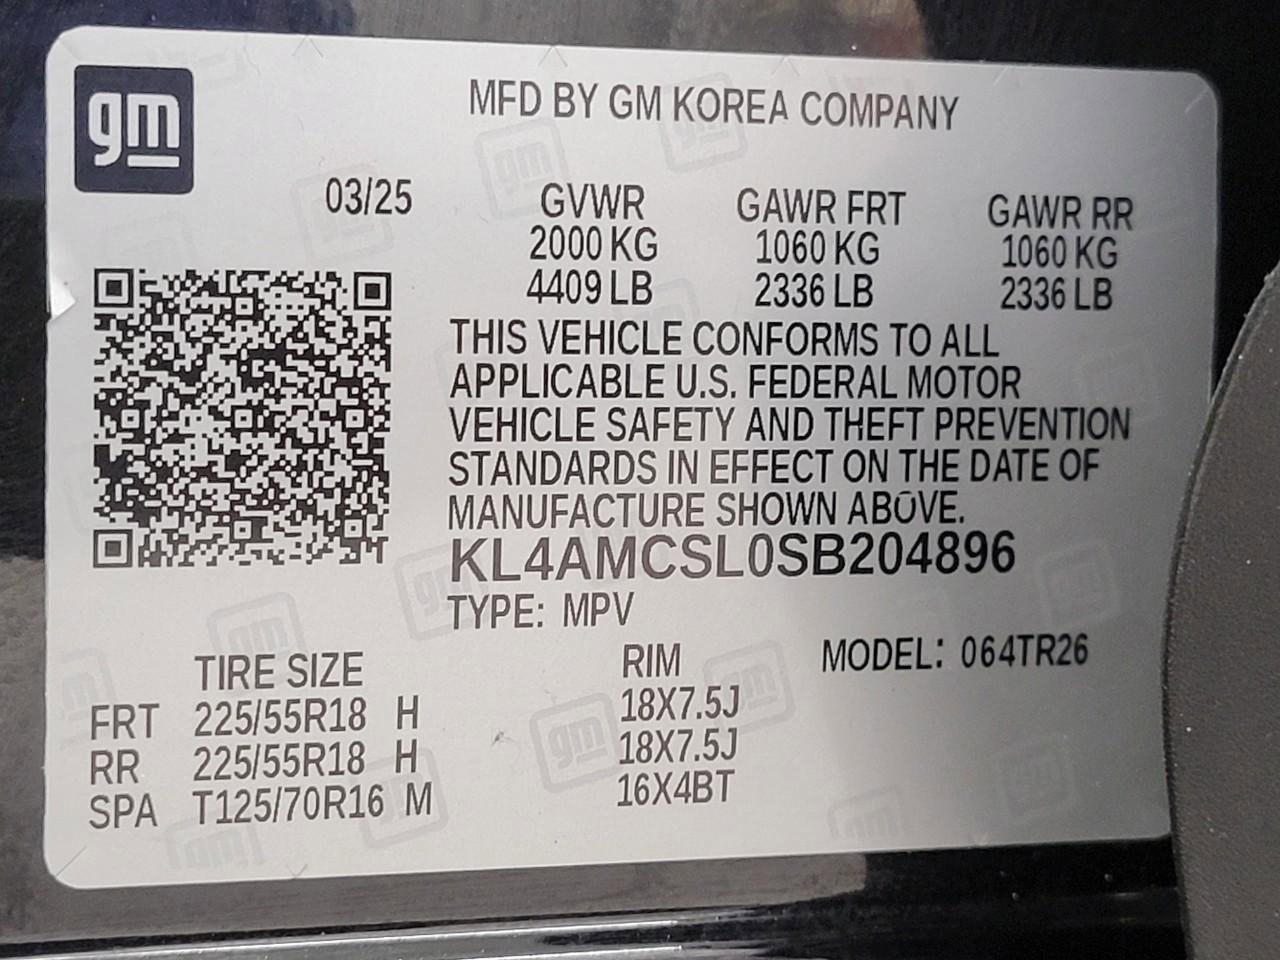 gm
MFD BY GM KOREA COMPANY
03/25 GVWR GAWR FRT GAWR RR
2000 KG 1060 KG 1060 KG
4409 LB 2336 LB 2336 LB
THIS VEHICLE CONFORMS TO ALL
APPLICABLE U.S. FEDERAL MOTOR
VEHICLE SAFETY AND THEFT PREVENTION
STANDARDS IN EFFECT ON THE DATE OF
MANUFACTURE SHOWN ABOVE.
KL4AMCSL0SB204896
TYPE: MPV
TIRE SIZE RIM MODEL: 064TR26
FRT 225/55R18 H 18X7.5J
RR 225/55R18 H 18X7.5J
SPA T125/70R16 M 16X4BT